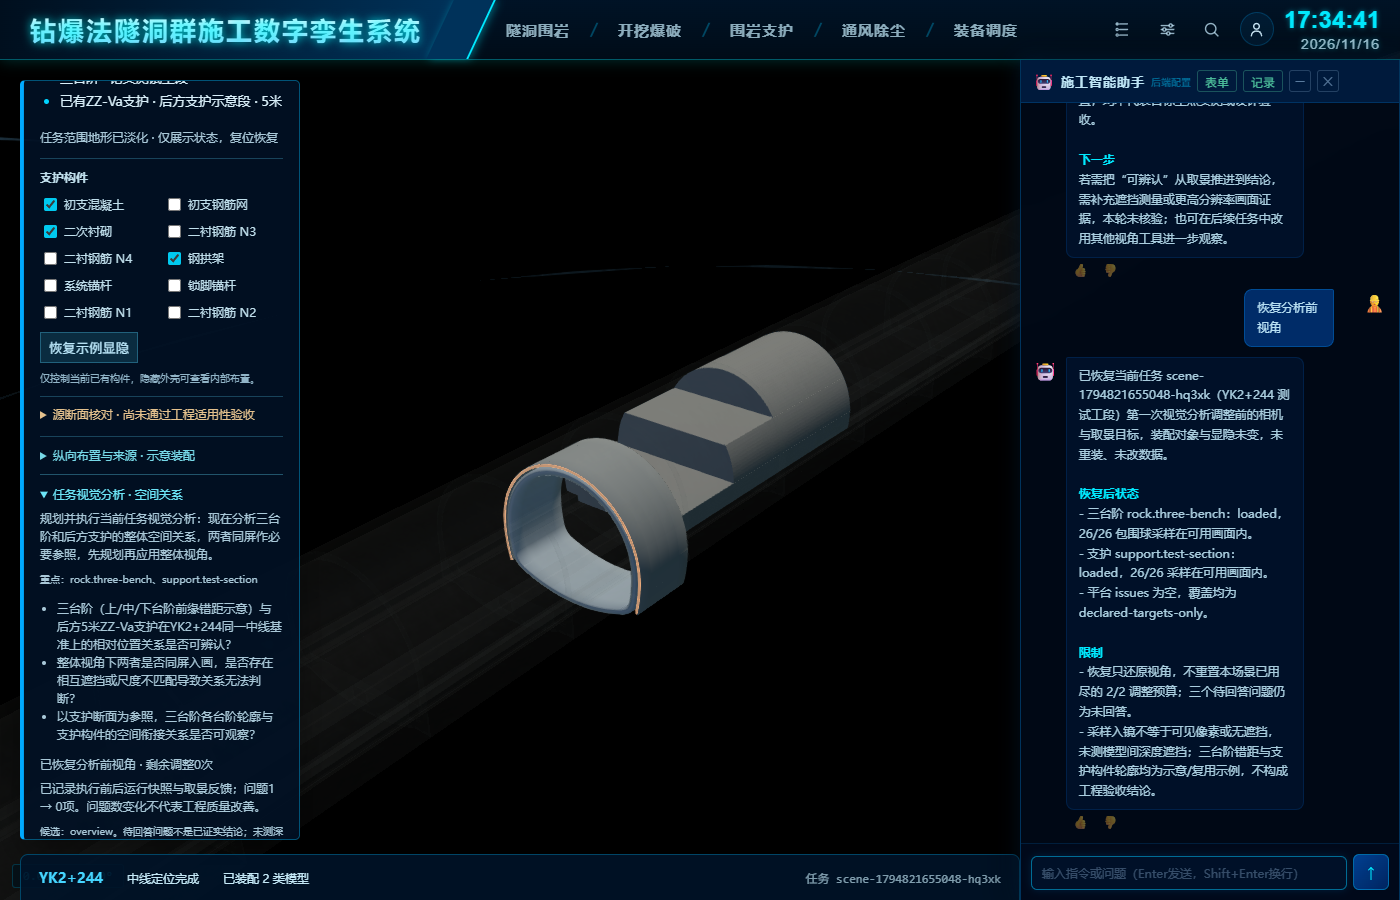 钻爆法隧洞群施工数字孪生系统
隧洞围岩 / 开挖爆破 / 围岩支护 / 通风除尘 / 装备调度
17:34:41
2026/11/16
已有ZZ-Va支护 · 后方支护示意段 · 5米
任务范围地形已淡化 · 仅展示状态，复位恢复
支护构件
初支混凝土
初支钢筋网
二次衬砌
二衬钢筋 N3
二衬钢筋 N4
钢拱架
系统锚杆
锁脚锚杆
二衬钢筋 N1
二衬钢筋 N2
恢复示例显隐
仅控制当前已有构件，隐藏外壳可查看内部布置。
源断面核对 · 尚未通过工程适用性验收
纵向布置与来源 · 示意装配
任务视觉分析 · 空间关系
规划并执行当前任务视觉分析：现在分析三台
阶和后方支护的整体空间关系，两者同屏作必
要参照，先规划再应用整体视角。
重点：rock.three-bench、support.test-section
三台阶（上/中/下台阶前缘错距示意）与
后方5米ZZ-Va支护在YK2+244同一中线基
准上的相对位置关系是否可辨认？
整体视角下两者是否同屏入画，是否存在
相互遮挡或尺度不匹配导致关系无法判
断？
以支护断面为参照，三台阶各台阶轮廓与
支护构件的空间衔接关系是否可观察？
已恢复分析前视角 · 剩余调整0次
已记录执行前后运行快照与取景反馈；问题1
→ 0项。问题数变化不代表工程质量改善。
候选：overview。待回答问题不是已证实结论；未测深
YK2+244 中线定位完成 已装配 2 类模型
任务 scene-1794821655048-hq3xk
施工智能助手 后端配置 表单 记录
收。
下一步
若需把“可辨认”从取景推进到结论，
需补充遮挡测量或更高分辨率画面证
据，本轮未核验；也可在后续任务中改
用其他视角工具进一步观察。
恢复分析前
视角
已恢复当前任务 scene-
1794821655048-hq3xk（YK2+244 测
试工段）第一次视觉分析调整前的相机
与取景目标，装配对象与显隐未变，未
重装、未改数据。
恢复后状态
- 三台阶 rock.three-bench：loaded，
26/26 包围球采样在可用画面内。
- 支护 support.test-section：
loaded，26/26 采样在可用画面内。
- 平台 issues 为空，覆盖均为
declared-targets-only。
限制
- 恢复只还原视角，不重置本场景已用
尽的 2/2 调整预算；三个待回答问题仍
为未回答。
- 采样入镜不等于可见像素或无遮挡，
未测模型间深度遮挡；三台阶错距与支
护构件轮廓均为示意/复用示例，不构成
工程验收结论。
输入指令或问题（Enter发送，Shift+Enter换行）